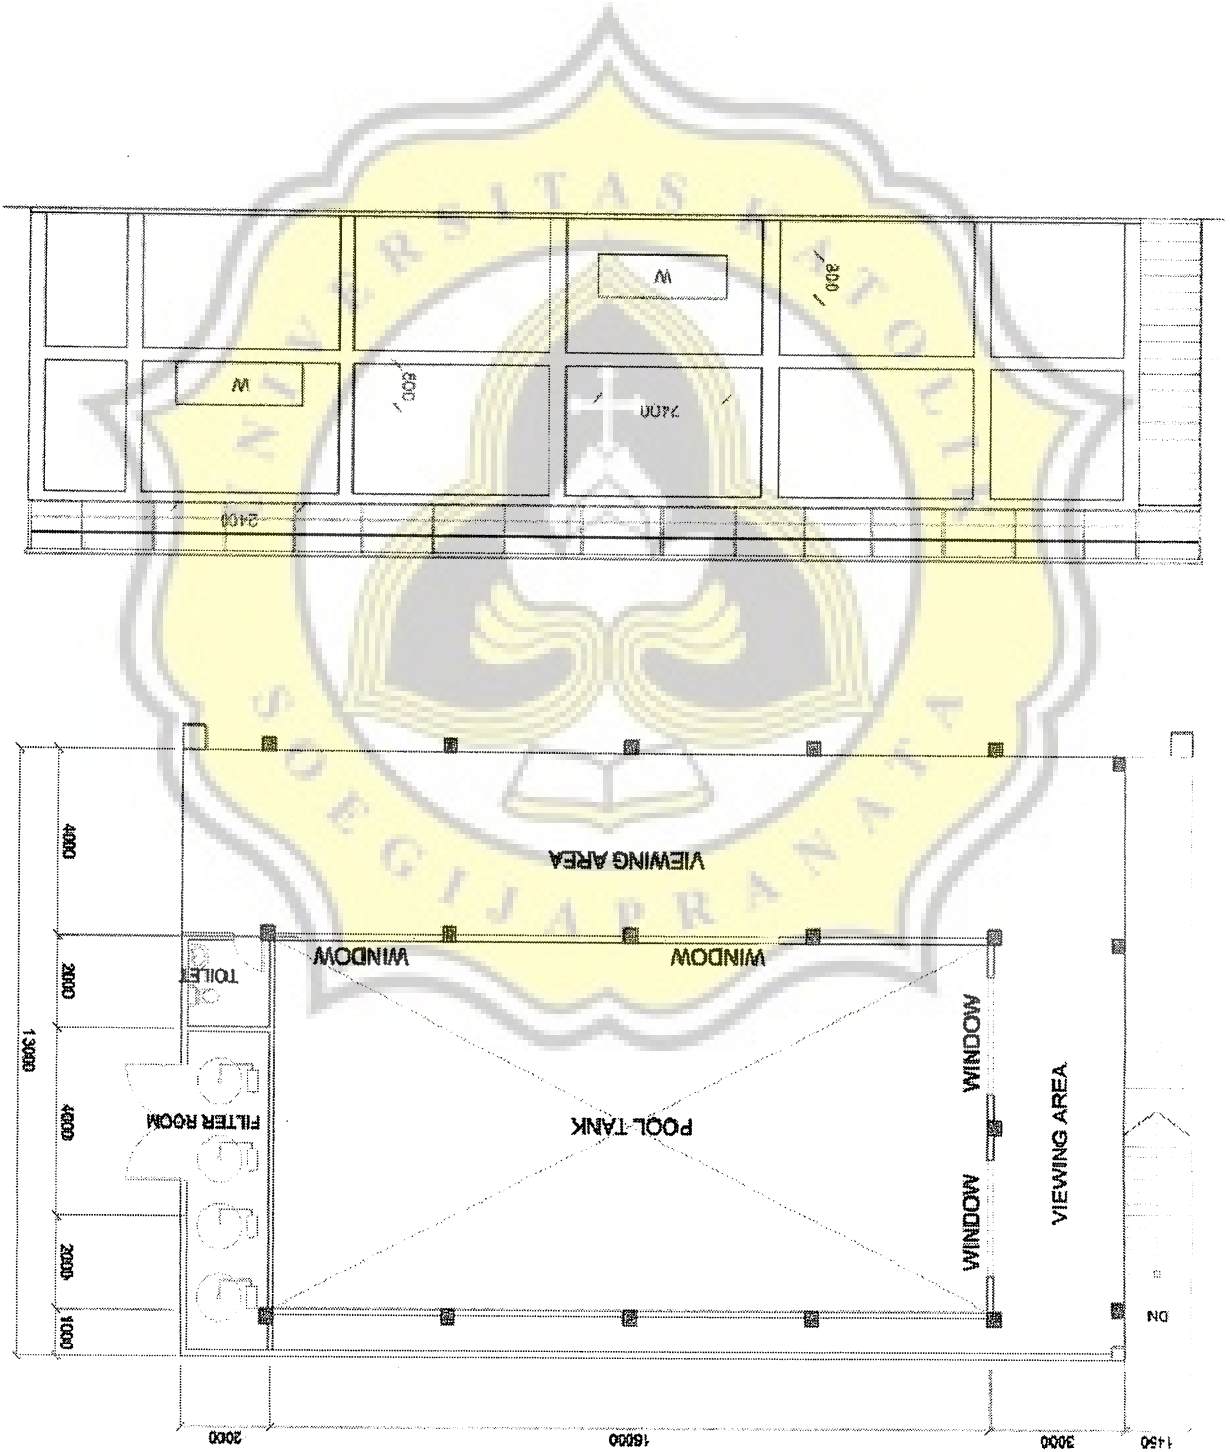 UNIVERSITAS KATOLIK
SOEGIJAPRANATA
W
800
W
600
2400
2400
4000
VIEWING AREA
WINDOW
WINDOW
TOILET
2000
13000
WINDOW
VIEWING AREA
4000
FILTER ROOM
POOL TANK
WINDOW
2000
1000
DN
2000
16000
3000
1450